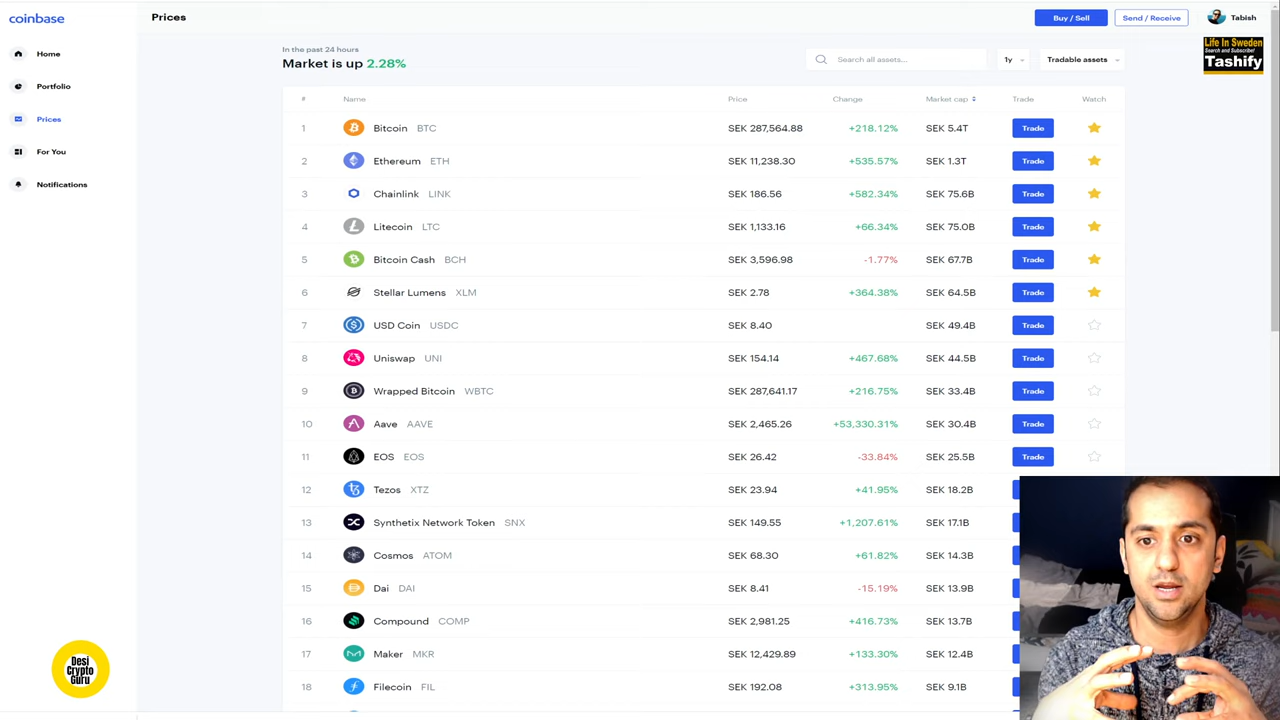 coinbase
Prices
Buy / Sell
Send / Receive
Tabish
Home
Portfolio
Prices
For You
Notifications
In the past 24 hours
Market is up 2.28%
Search all assets...
1y
Tradable assets
Life In Sweden
Search and Subscribe!
Tashify
# Name Price Change Market cap Trade Watch
1 Bitcoin BTC SEK 287,564.88 +218.12% SEK 5.4T Trade
2 Ethereum ETH SEK 11,238.30 +535.57% SEK 1.3T Trade
3 Chainlink LINK SEK 186.56 +582.34% SEK 75.6B Trade
4 Litecoin LTC SEK 1,133.16 +66.34% SEK 75.0B Trade
5 Bitcoin Cash BCH SEK 3,596.98 -1.77% SEK 67.7B Trade
6 Stellar Lumens XLM SEK 2.78 +364.38% SEK 64.5B Trade
7 USD Coin USDC SEK 8.40 SEK 49.4B Trade
8 Uniswap UNI SEK 154.14 +467.68% SEK 44.5B Trade
9 Wrapped Bitcoin WBTC SEK 287,641.17 +216.75% SEK 33.4B Trade
10 Aave AAVE SEK 2,465.26 +53,330.31% SEK 30.4B Trade
11 EOS EOS SEK 26.42 -33.84% SEK 25.5B Trade
12 Tezos XTZ SEK 23.94 +41.95% SEK 18.2B
13 Synthetix Network Token SNX SEK 149.55 +1,207.61% SEK 17.1B
14 Cosmos ATOM SEK 68.30 +61.82% SEK 14.3B
15 Dai DAI SEK 8.41 -15.19% SEK 13.9B
16 Compound COMP SEK 2,981.25 +416.73% SEK 13.7B
17 Maker MKR SEK 12,429.89 +133.30% SEK 12.4B
18 Filecoin FIL SEK 192.08 +313.95% SEK 9.1B
Desi
Crypto
Guru